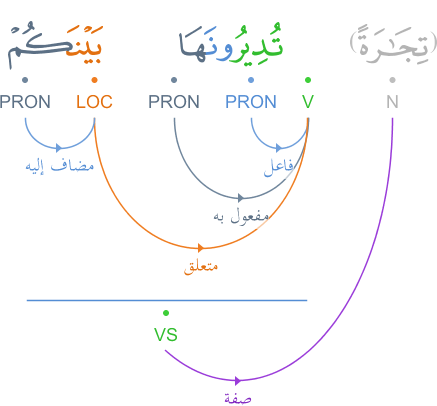 (تِجَـٰرَةً) تُدِيرُونَهَا بَيْنَكُمْ
N V PRON PRON LOC PRON
فاعل مضاف إليه
مفعول به
متعلق
VS
صفة